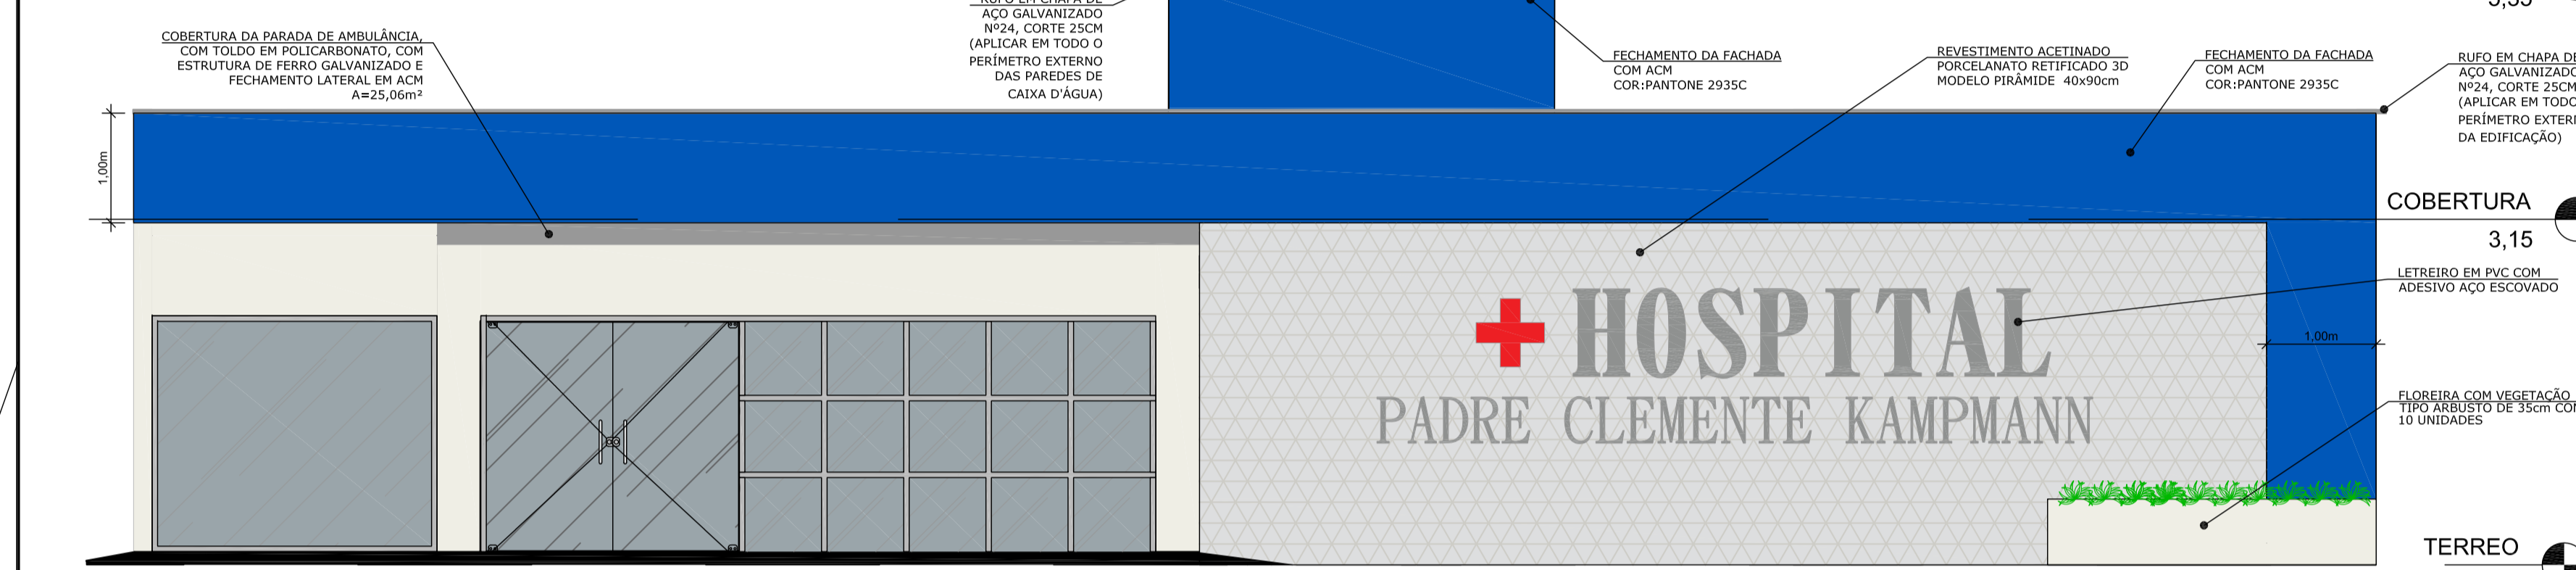 COBERTURA DA PARADA DE AMBULÂNCIA,
COM TOLDO EM POLICARBONATO, COM
ESTRUTURA DE FERRO GALVANIZADO E
FECHAMENTO LATERAL EM ACM
A=25,06m²
RUFO EM CHAPA DE
AÇO GALVANIZADO
Nº24, CORTE 25CM
(APLICAR EM TODO O
PERÍMETRO EXTERNO
DAS PAREDES DE
CAIXA D'ÁGUA)
FECHAMENTO DA FACHADA
COM ACM
COR:PANTONE 2935C
REVESTIMENTO ACETINADO
PORCELANATO RETIFICADO 3D
MODELO PIRÂMIDE 40x90cm
FECHAMENTO DA FACHADA
COM ACM
COR:PANTONE 2935C
RUFO EM CHAPA DE
AÇO GALVANIZADO
Nº24, CORTE 25CM
(APLICAR EM TODO
PERÍMETRO EXTER
DA EDIFICAÇÃO)
1,00m
COBERTURA
3,15
LETREIRO EM PVC COM
ADESIVO AÇO ESCOVADO
HOSPITAL
PADRE CLEMENTE KAMPMANN
1,00m
FLOREIRA COM VEGETAÇÃO
TIPO ARBUSTO DE 35cm
10 UNIDADES
TERREO